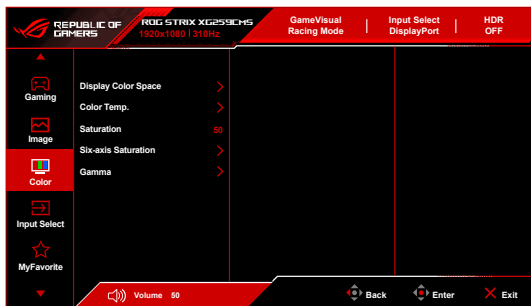 REPUBLIC OF
GAMERS
ROG STRIX XG259CMS
1920x1080 310Hz
GameVisual
Racing Mode
Input Select
DisplayPort
HDR
OFF
Gaming
Image
Color
Input Select
MyFavorite
Display Color Space
Color Temp.
Saturation 50
Six-axis Saturation
Gamma
Volume 50
Back
Enter
Exit